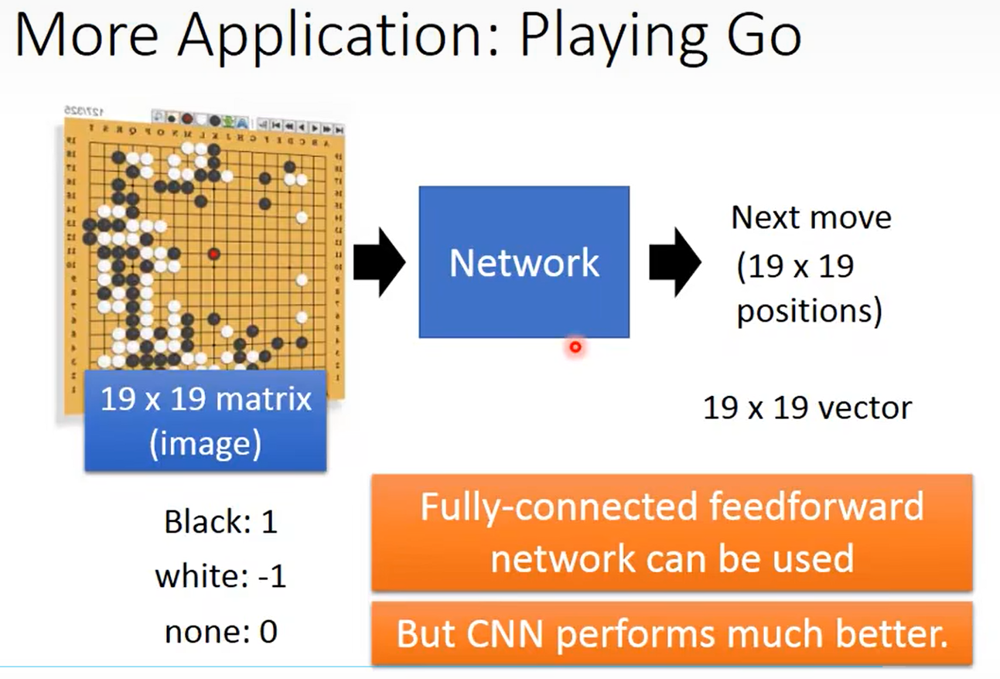 More Application: Playing Go
Network
Next move
(19 x 19
positions)
19 x 19 matrix
(image)
19 x 19 vector
Black: 1
white: -1
none: 0
Fully-connected feedforward
network can be used
But CNN performs much better.